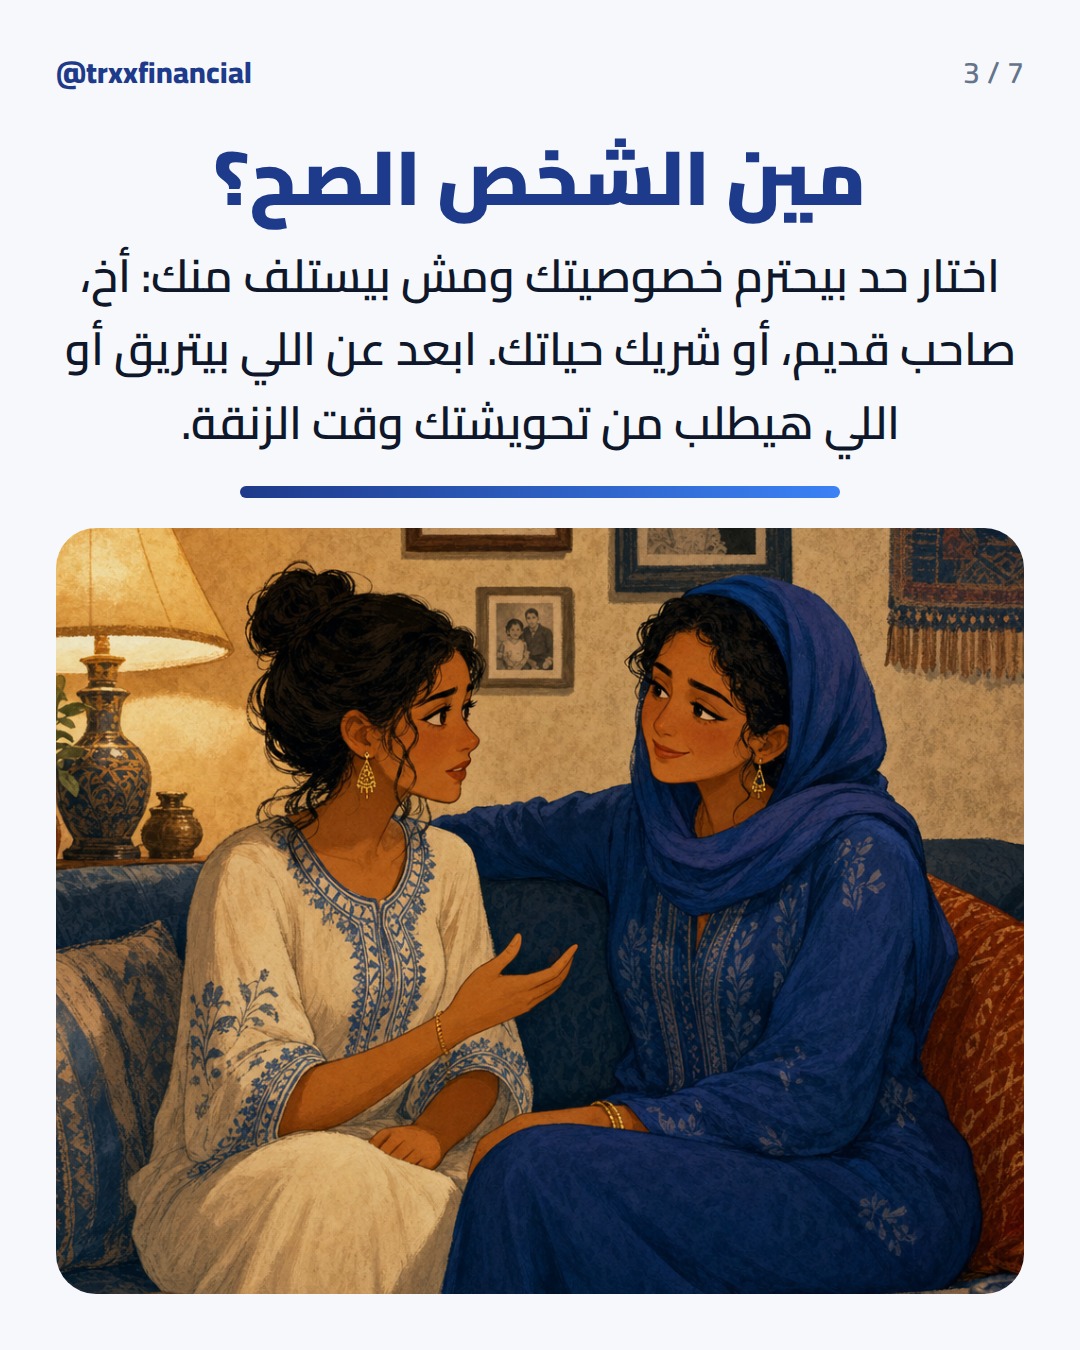 @trxxfinancial
3 / 7
مين الشخص الصح؟
اختار حد بيحترم خصوصيتك ومش بيستلف منك: أخ،
صاحب قديم، أو شريك حياتك. ابعد عن اللي بيتريق أو
اللي هيطلب من تحويشتك وقت الزنقة.